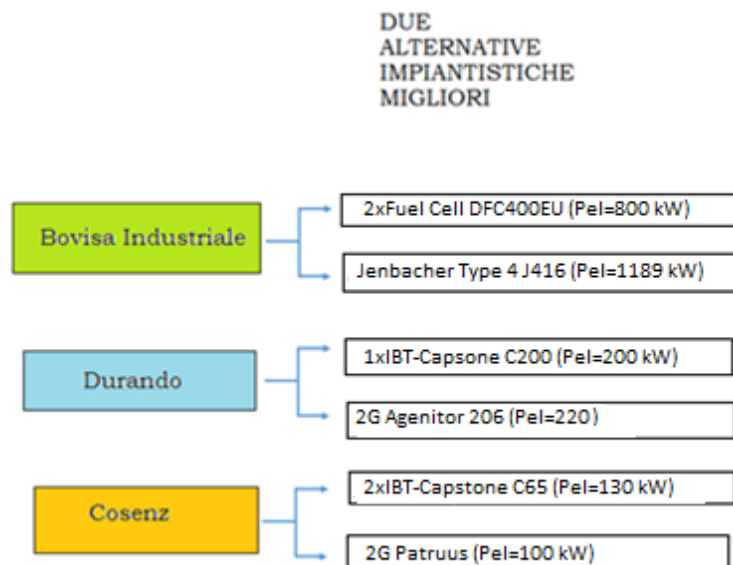 DUE
ALTERNATIVE
IMPIANTISTICHE
MIGLIORI
Bovisa Industriale
2xFuel Cell DFC400EU (Pel=800 kW)
Jenbacher Type 4 J416 (Pel=1189 kW)
Durando
1xIBT-Capsone C200 (Pel=200 kW)
2G Agenitor 206 (Pel=220)
Cosenz
2xIBT-Capstone C65 (Pel=130 kW)
2G Patruus (Pel=100 kW)